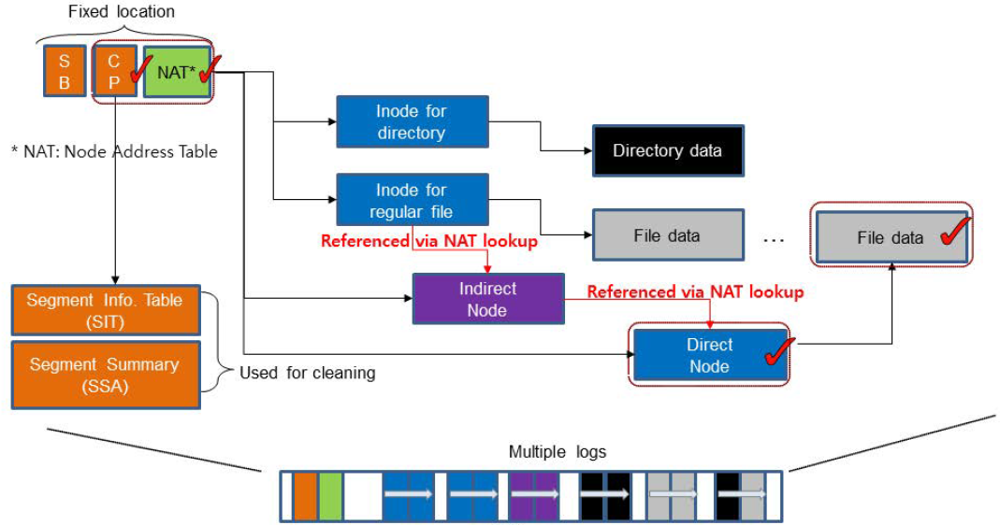 Fixed location
S
B
C
P
NAT*
Inode for
directory
Directory data
* NAT: Node Address Table
Inode for
regular file
File data
...
File data
Referenced via NAT lookup
Indirect
Node
Referenced via NAT lookup
Segment Info. Table
(SIT)
Direct
Node
Segment Summary
(SSA)
Used for cleaning
Multiple logs